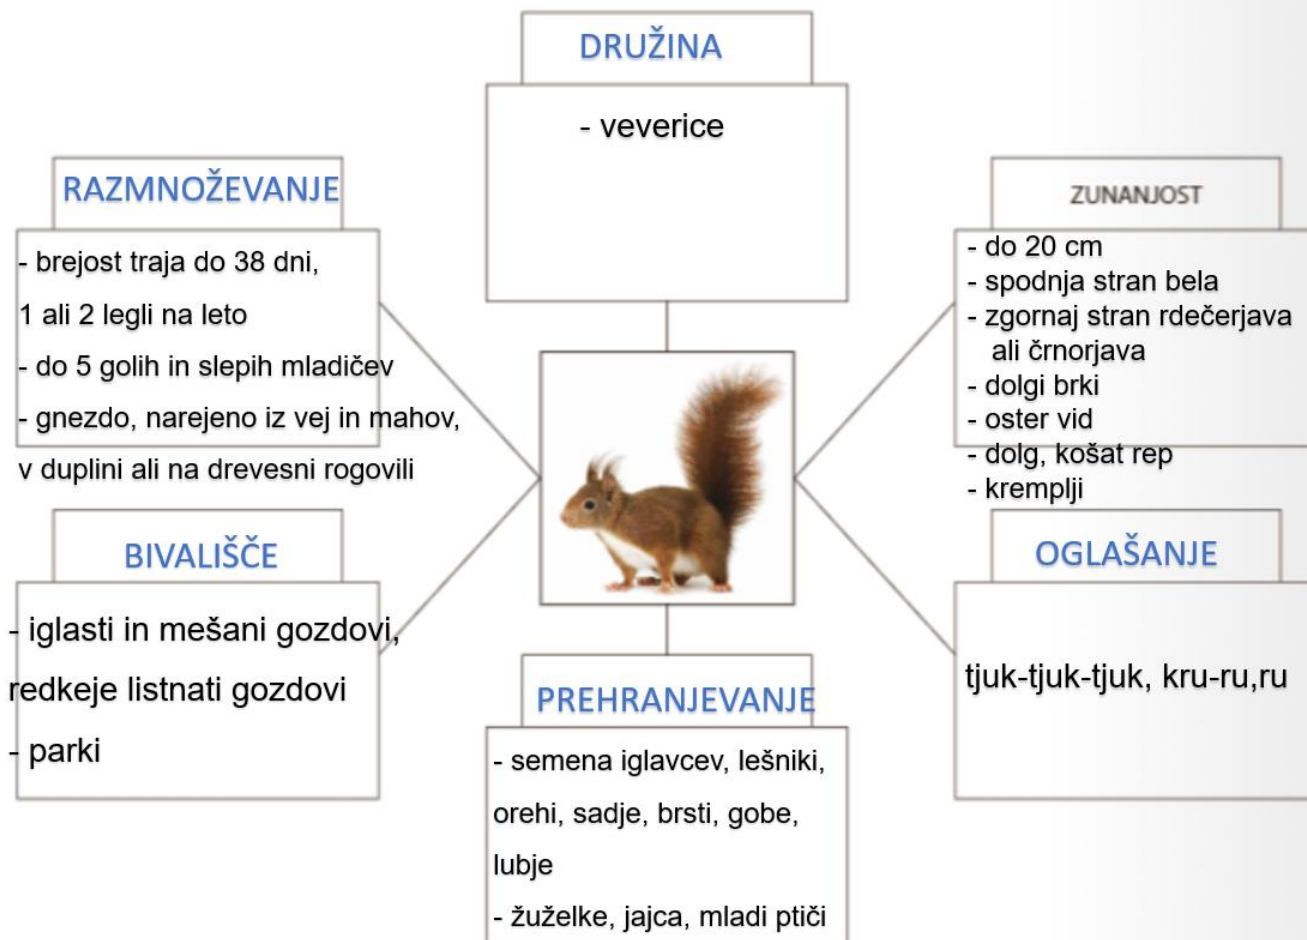 DRUŽINA
- veverice
RAZMNOŽEVANJE
- brejost traja do 38 dni,
1 ali 2 legli na leto
- do 5 golih in slepih mladičev
- gnezdo, narejeno iz vej in mahov,
v duplini ali na drevesni rogovili
ZUNANJOST
- do 20 cm
- spodnja stran bela
- zgornaj stran rdečerjava
ali črnorjava
- dolgi brki
- oster vid
- dolg, košat rep
- kremplji
BIVALIŠČE
- iglasti in mešani gozdovi,
redkeje listnati gozdovi
- parki
OGLAŠANJE
tjuk-tjuk-tjuk, kru-ru,ru
PREHRANJEVANJE
- semena iglavcev, lešniki,
orehi, sadje, brsti, gobe,
lubje
- žuželke, jajca, mladi ptiči